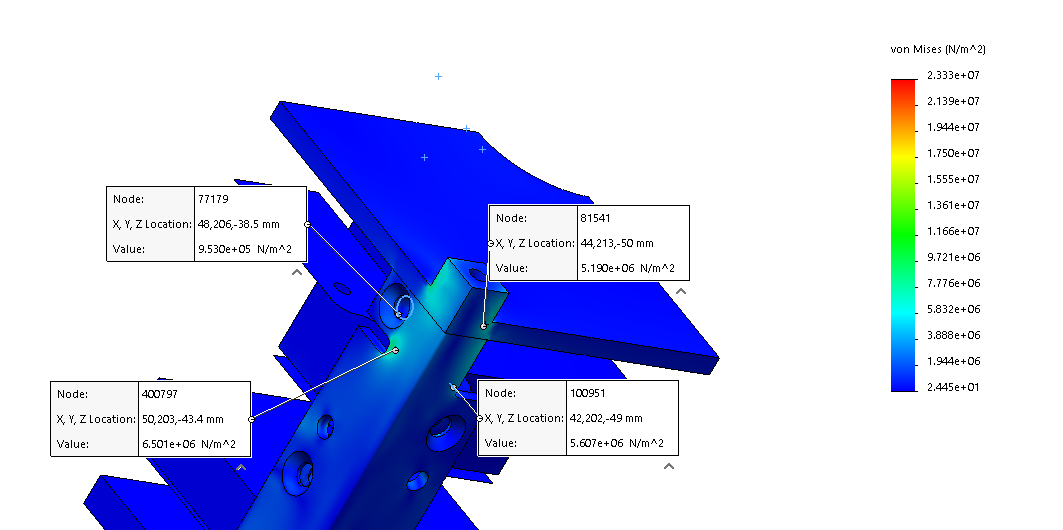 von Mises (N/m^2)
2.333e+07
2.139e+07
1.944e+07
1.750e+07
1.555e+07
1.361e+07
1.166e+07
9.721e+06
7.776e+06
5.832e+06
3.888e+06
1.944e+06
2.445e+01
Node: 77179
X, Y, Z Location: 48,206,-38.5 mm
Value: 9.530e+05 N/m^2
Node: 81541
X, Y, Z Location: 44,213,-50 mm
Value: 5.190e+06 N/m^2
Node: 400797
X, Y, Z Location: 50,203,-43.4 mm
Value: 6.501e+06 N/m^2
Node: 100951
X, Y, Z Location: 42,202,-49 mm
Value: 5.607e+06 N/m^2